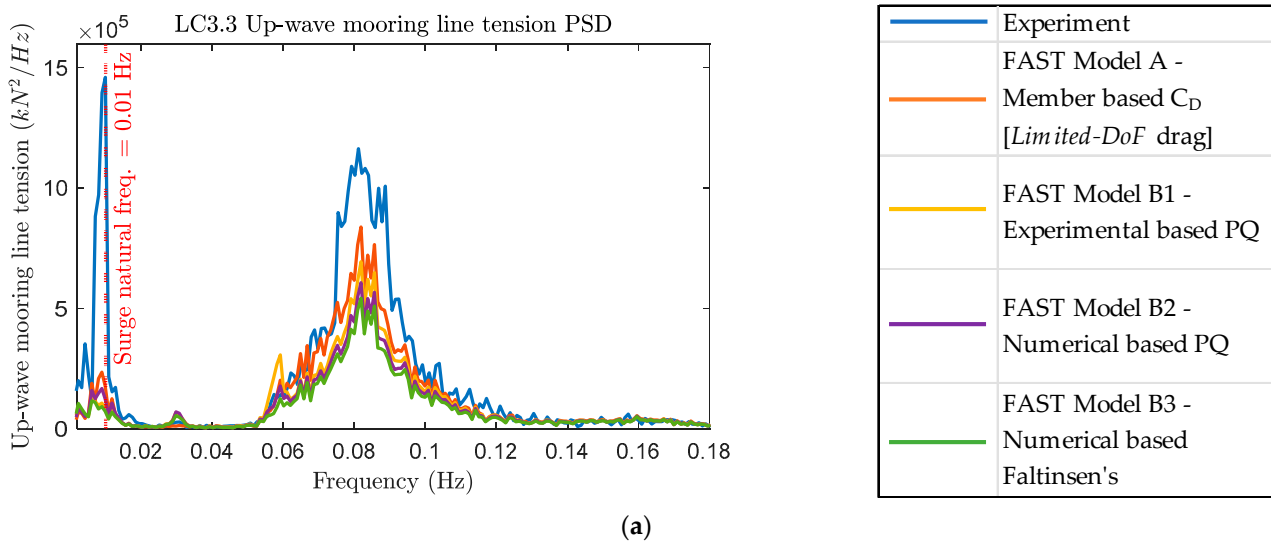 LC3.3 Up-wave mooring line tension PSD
×10⁵
Up-wave mooring line tension (kN²/Hz)
15
10
5
0
Surge natural freq. = 0.01 Hz
0.02 0.04 0.06 0.08 0.1 0.12 0.14 0.16 0.18
Frequency (Hz)
Experiment
FAST Model A -
Member based C_D
[Limited-DoF drag]
FAST Model B1 -
Experimental based PQ
FAST Model B2 -
Numerical based PQ
FAST Model B3 -
Numerical based
Faltinsen's
(a)